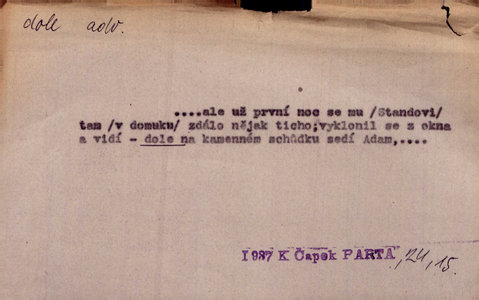 dole adv.
....ale už první noc se mu /Standovi/
tam /v domuku/ zdálo nějak ticho;vyklonil se z okna
a vidí - dole na kamenném schůdku sedí Adam,....
1937 K Čapek PARTA ,124,15.